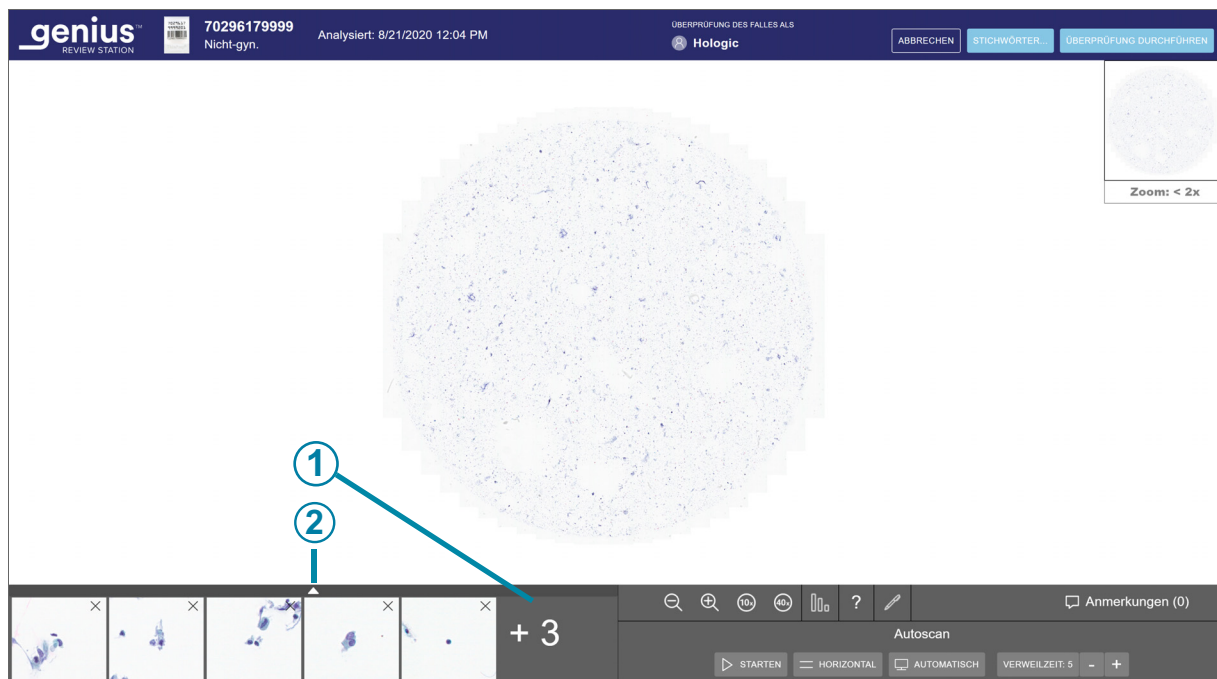 genius™
REVIEW STATION
70296179999
Nicht-gyn.
Analysiert: 8/21/2020 12:04 PM
ÜBERPRÜFUNG DES FALLES ALS
Hologic
ABBRECHEN
STICHWÖRTER...
ÜBERPRÜFUNG DURCHFÜHREN
Zoom: < 2x
1
2
+ 3
10x
40x
?
Anmerkungen (0)
Autoscan
STARTEN
HORIZONTAL
AUTOMATISCH
VERWEILZEIT: 5
-
+